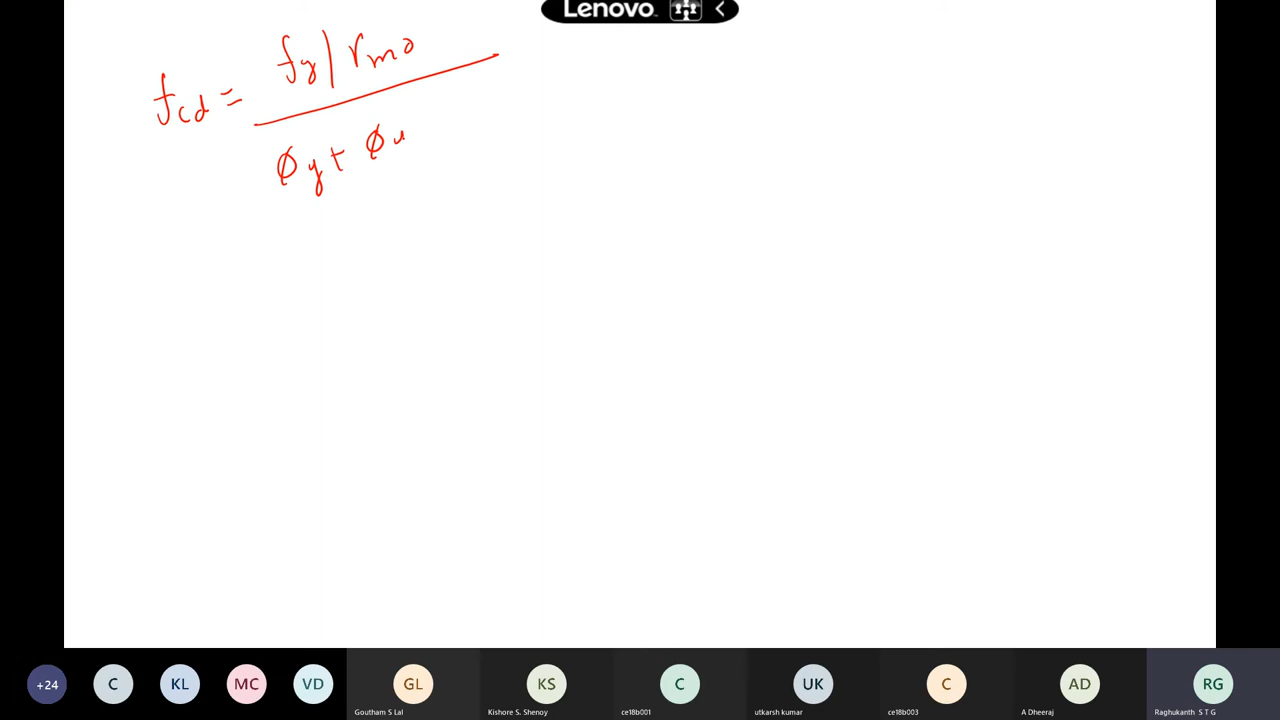 Lenovo
fcd = fy / γm0
ϕy + ϕ
+24
C
KL
MC
VD
GL
KS
C
UK
C
AD
RG
Goutham S Lal
Kishore S. Shenoy
ce18b001
utkarsh kumar
ce18b003
A Dheeraj
Raghukanth S T G